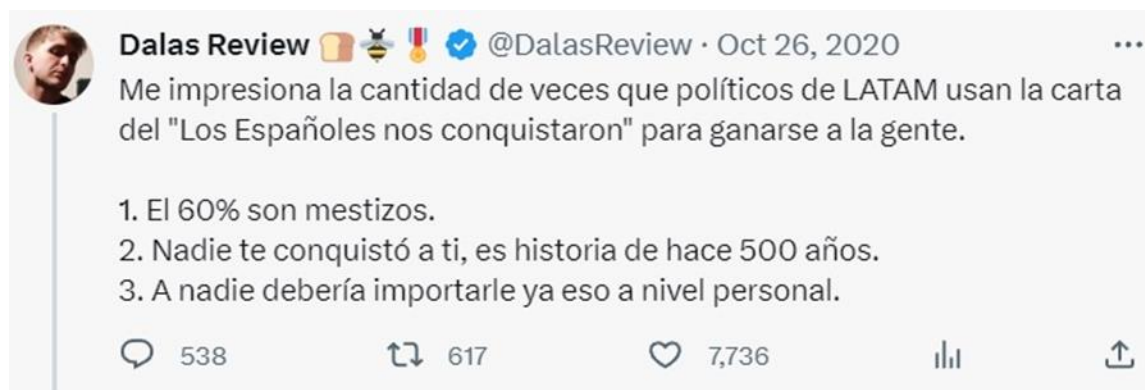 Dalas Review 🍞🐝🎖️ @DalasReview · Oct 26, 2020
Me impresiona la cantidad de veces que políticos de LATAM usan la carta
del "Los Españoles nos conquistaron" para ganarse a la gente.
1. El 60% son mestizos.
2. Nadie te conquistó a ti, es historia de hace 500 años.
3. A nadie debería importarle ya eso a nivel personal.
538 617 7,736